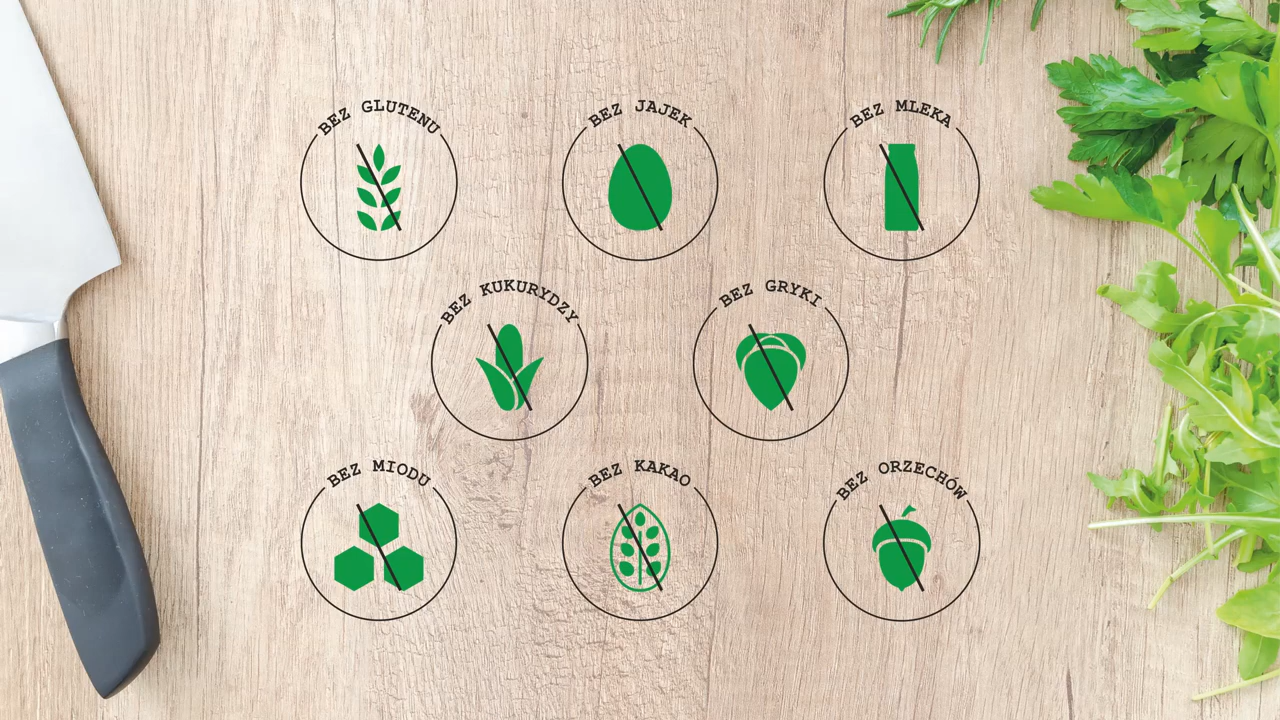 BEZ GLUTENU
BEZ JAJEK
BEZ MLEKA
BEZ KUKURYDZY
BEZ GRYKI
BEZ MIODU
BEZ KAKAO
BEZ ORZECHÓW